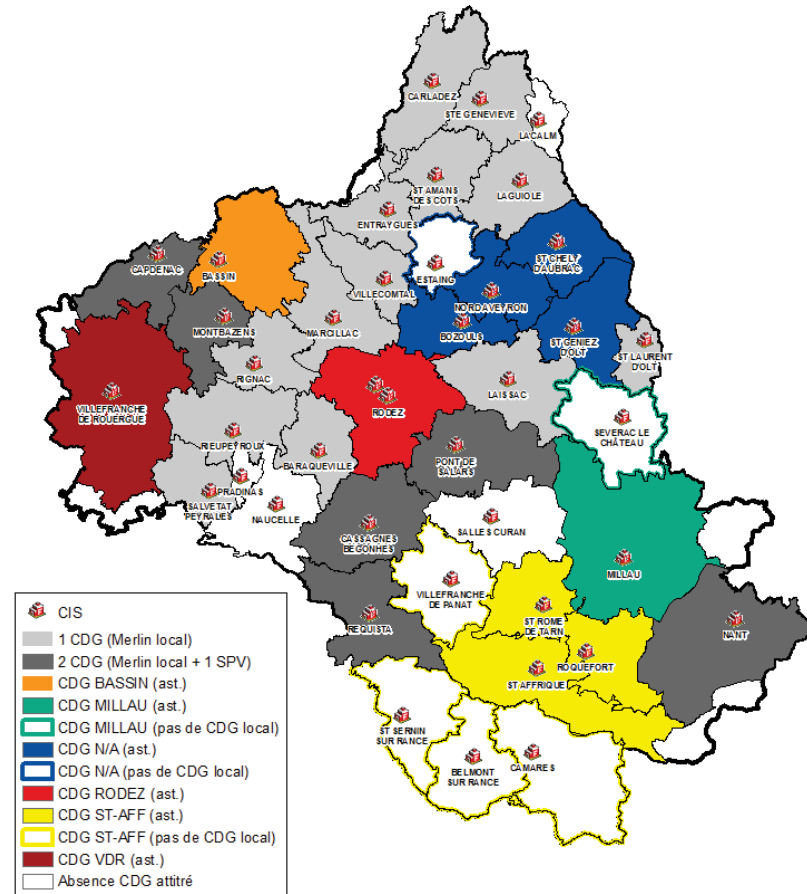 CARLADEZ
STE GENEVIEVE
LACALM
ST AMANS
DES COTS
LAGUIOLE
ENTRAYGUES
ST CHELY
D'AUBRAC
CAPDENAC
BASSIN
ESTAING
VILLECOMTAL
NORD AVEYRON
MONTBAZENS
MARCILLAC
BOZOULS
ST GENIEZ
D'OLT
ST LAURENT
D'OLT
RIGNAC
LAISSAC
VILLEFRANCHE
DE ROUERGUE
RODEZ
SEVERAC LE
CHÂTEAU
RIEUPEYROUX
BARAQUEVILLE
PONT DE
SALARS
PRADINAS
SALVETAT
PEYRALES
NAUCELLE
CASSAGNES
BEGONHES
SALLES CURAN
MILLAU
VILLEFRANCHE
DE PANAT
REQUISTA
ST ROME
DE TARN
NANT
ROQUEFORT
ST AFFRIQUE
ST SERNIN
SUR RANCE
BELMONT
SUR RANCE
CAMARES
CIS
1 CDG (Merlin local)
2 CDG (Merlin local + 1 SPV)
CDG BASSIN (ast.)
CDG MILLAU (ast.)
CDG MILLAU (pas de CDG local)
CDG N/A (ast.)
CDG N/A (pas de CDG local)
CDG RODEZ (ast.)
CDG ST-AFF (ast.)
CDG ST-AFF (pas de CDG local)
CDG VDR (ast.)
Absence CDG attitré